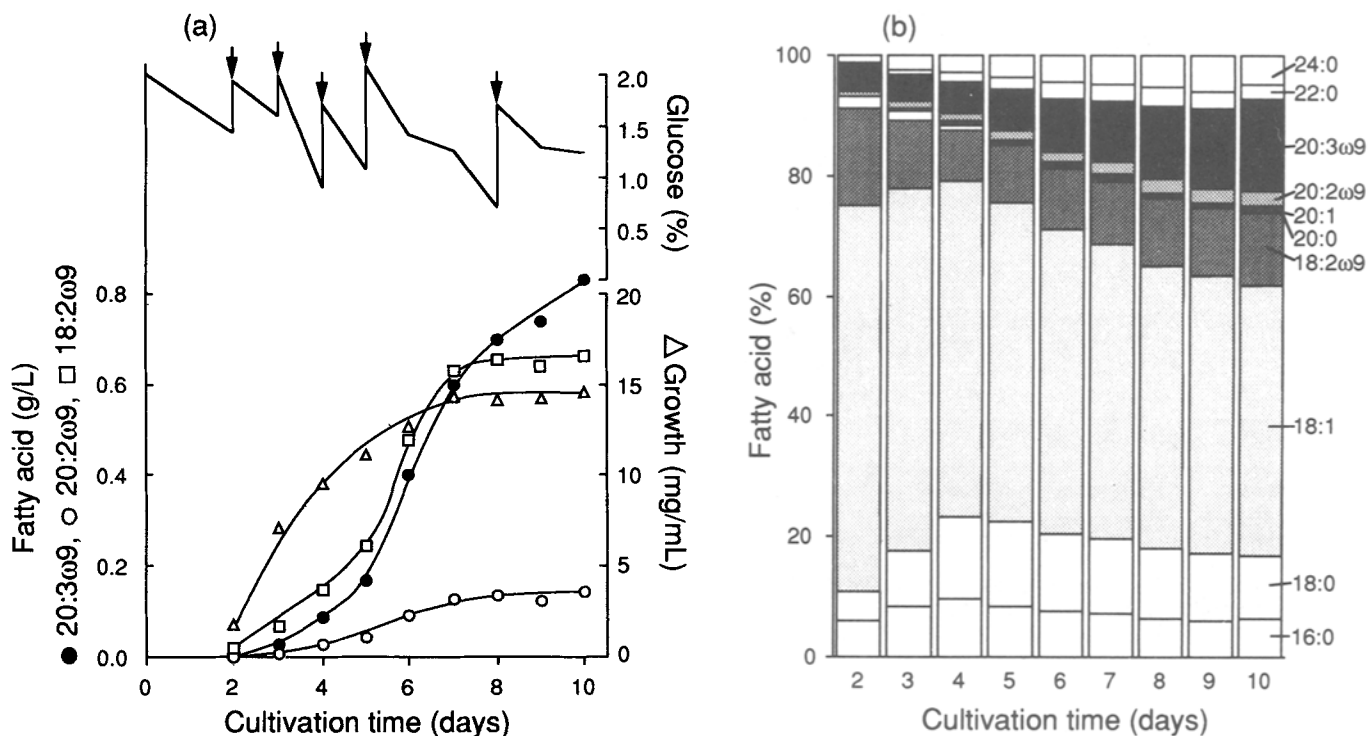 (a)
2.0
1.5
1.0
0.5
Glucose (%)
● 20:3ω9, ○ 20:2ω9, □ 18:2ω9
Fatty acid (g/L)
0.8
0.6
0.4
0.2
0.0
20
15
10
5
0
△ Growth (mg/mL)
0 2 4 6 8 10
Cultivation time (days)
(b)
100
80
60
40
20
0
Fatty acid (%)
24:0
22:0
20:3ω9
20:2ω9
20:1
20:0
18:2ω9
18:1
18:0
16:0
2 3 4 5 6 7 8 9 10
Cultivation time (days)